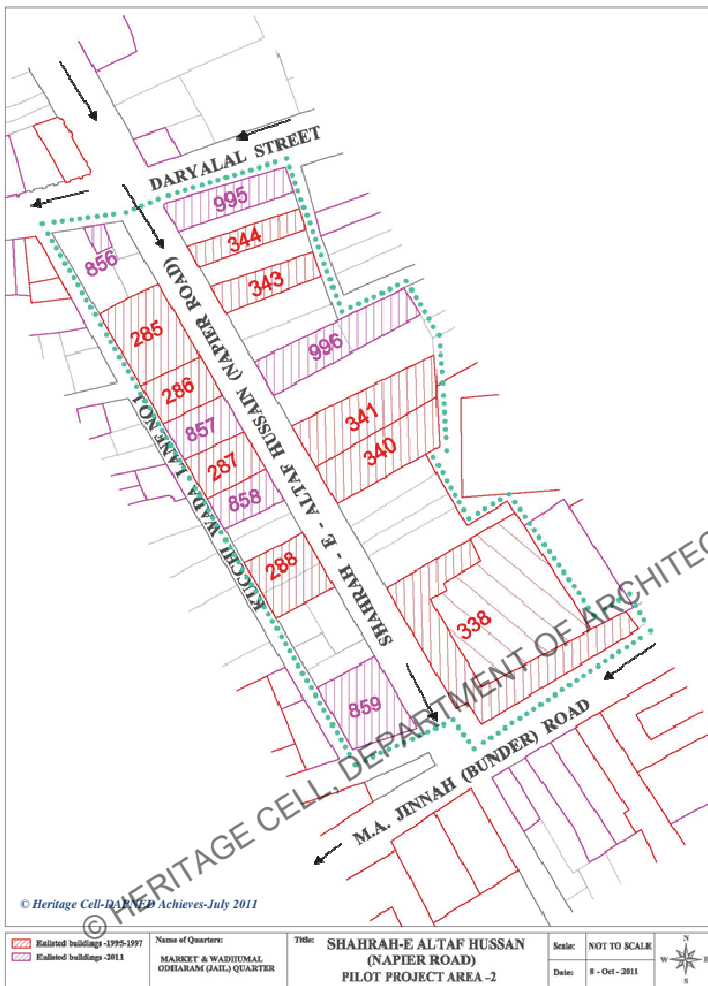 DARYALAL STREET
995
344
343
856
285
996
286
857
341
287
340
858
288
338
859
SHAHRAH - E - ALTAF HUSSAIN (NAPIER ROAD)
KUCCHI WADA LANE NO.1
M.A. JINNAH (BUNDER) ROAD
© HERITAGE CELL, DEPARTMENT OF ARCHITEC
© Heritage Cell-DAPNED Achieves-July 2011
Enlisted buildings -1995-1997
Enlisted buildings -2011
Name of Quarters:
MARKET & WADHUMAL
ODHARAM (JAIL) QUARTER
Title:
SHAHRAH-E ALTAF HUSSAN
(NAPIER ROAD)
PILOT PROJECT AREA -2
Scale: NOT TO SCALE
Date: 8 - Oct - 2011
N
W E
S